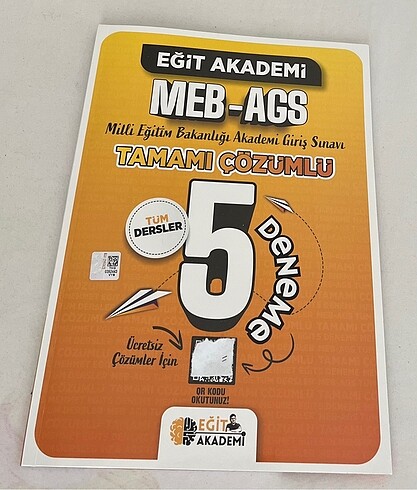 EĞİT AKADEMİ
MEB-AGS
Milli Eğitim Bakanlığı Akademi Giriş Sınavı
TAMAMI ÇÖZÜMLÜ
TÜM
DERSLER
5
DENEME
Ücretsiz
Çözümler İçin
QR KODU
OKUTUNUZ!
EĞİT
AKADEMİ